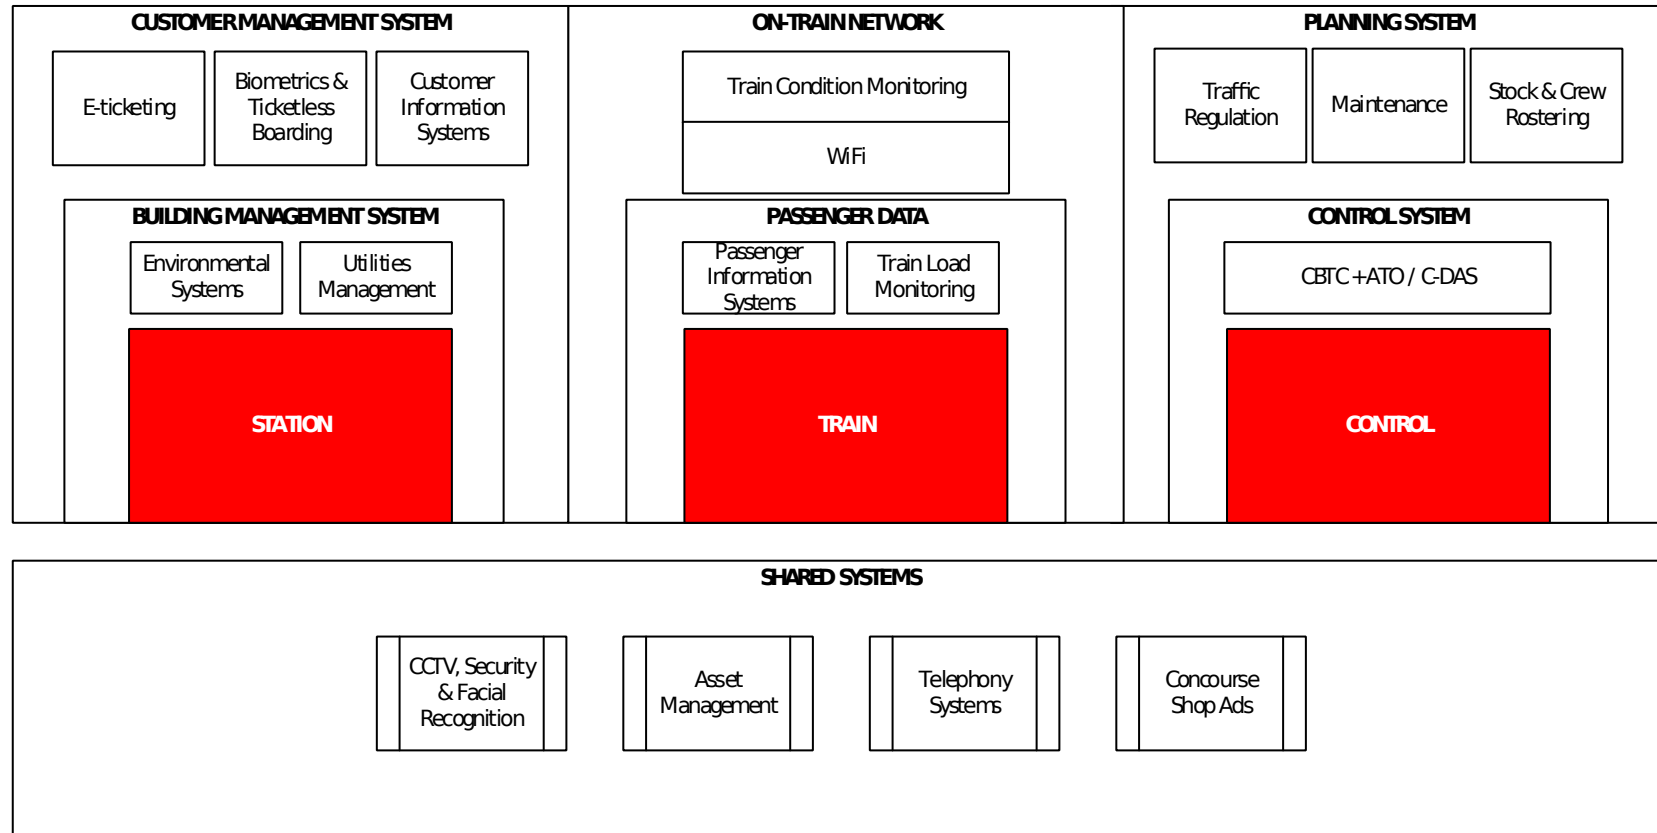 CUSTOMER MANAGEMENT SYSTEM
E-ticketing
Biometrics &
Ticketless
Boarding
Customer
Information
Systems
BUILDING MANAGEMENT SYSTEM
Environmental
Systems
Utilities
Management
STATION
ON-TRAIN NETWORK
Train Condition Monitoring
WiFi
PASSENGER DATA
Passenger
Information
Systems
Train Load
Monitoring
TRAIN
PLANNING SYSTEM
Traffic
Regulation
Maintenance
Stock & Crew
Rostering
CONTROL SYSTEM
CBTC + ATO / C-DAS
CONTROL
SHARED SYSTEMS
CCTV, Security
& Facial
Recognition
Asset
Management
Telephony
Systems
Concourse
Shop Ads